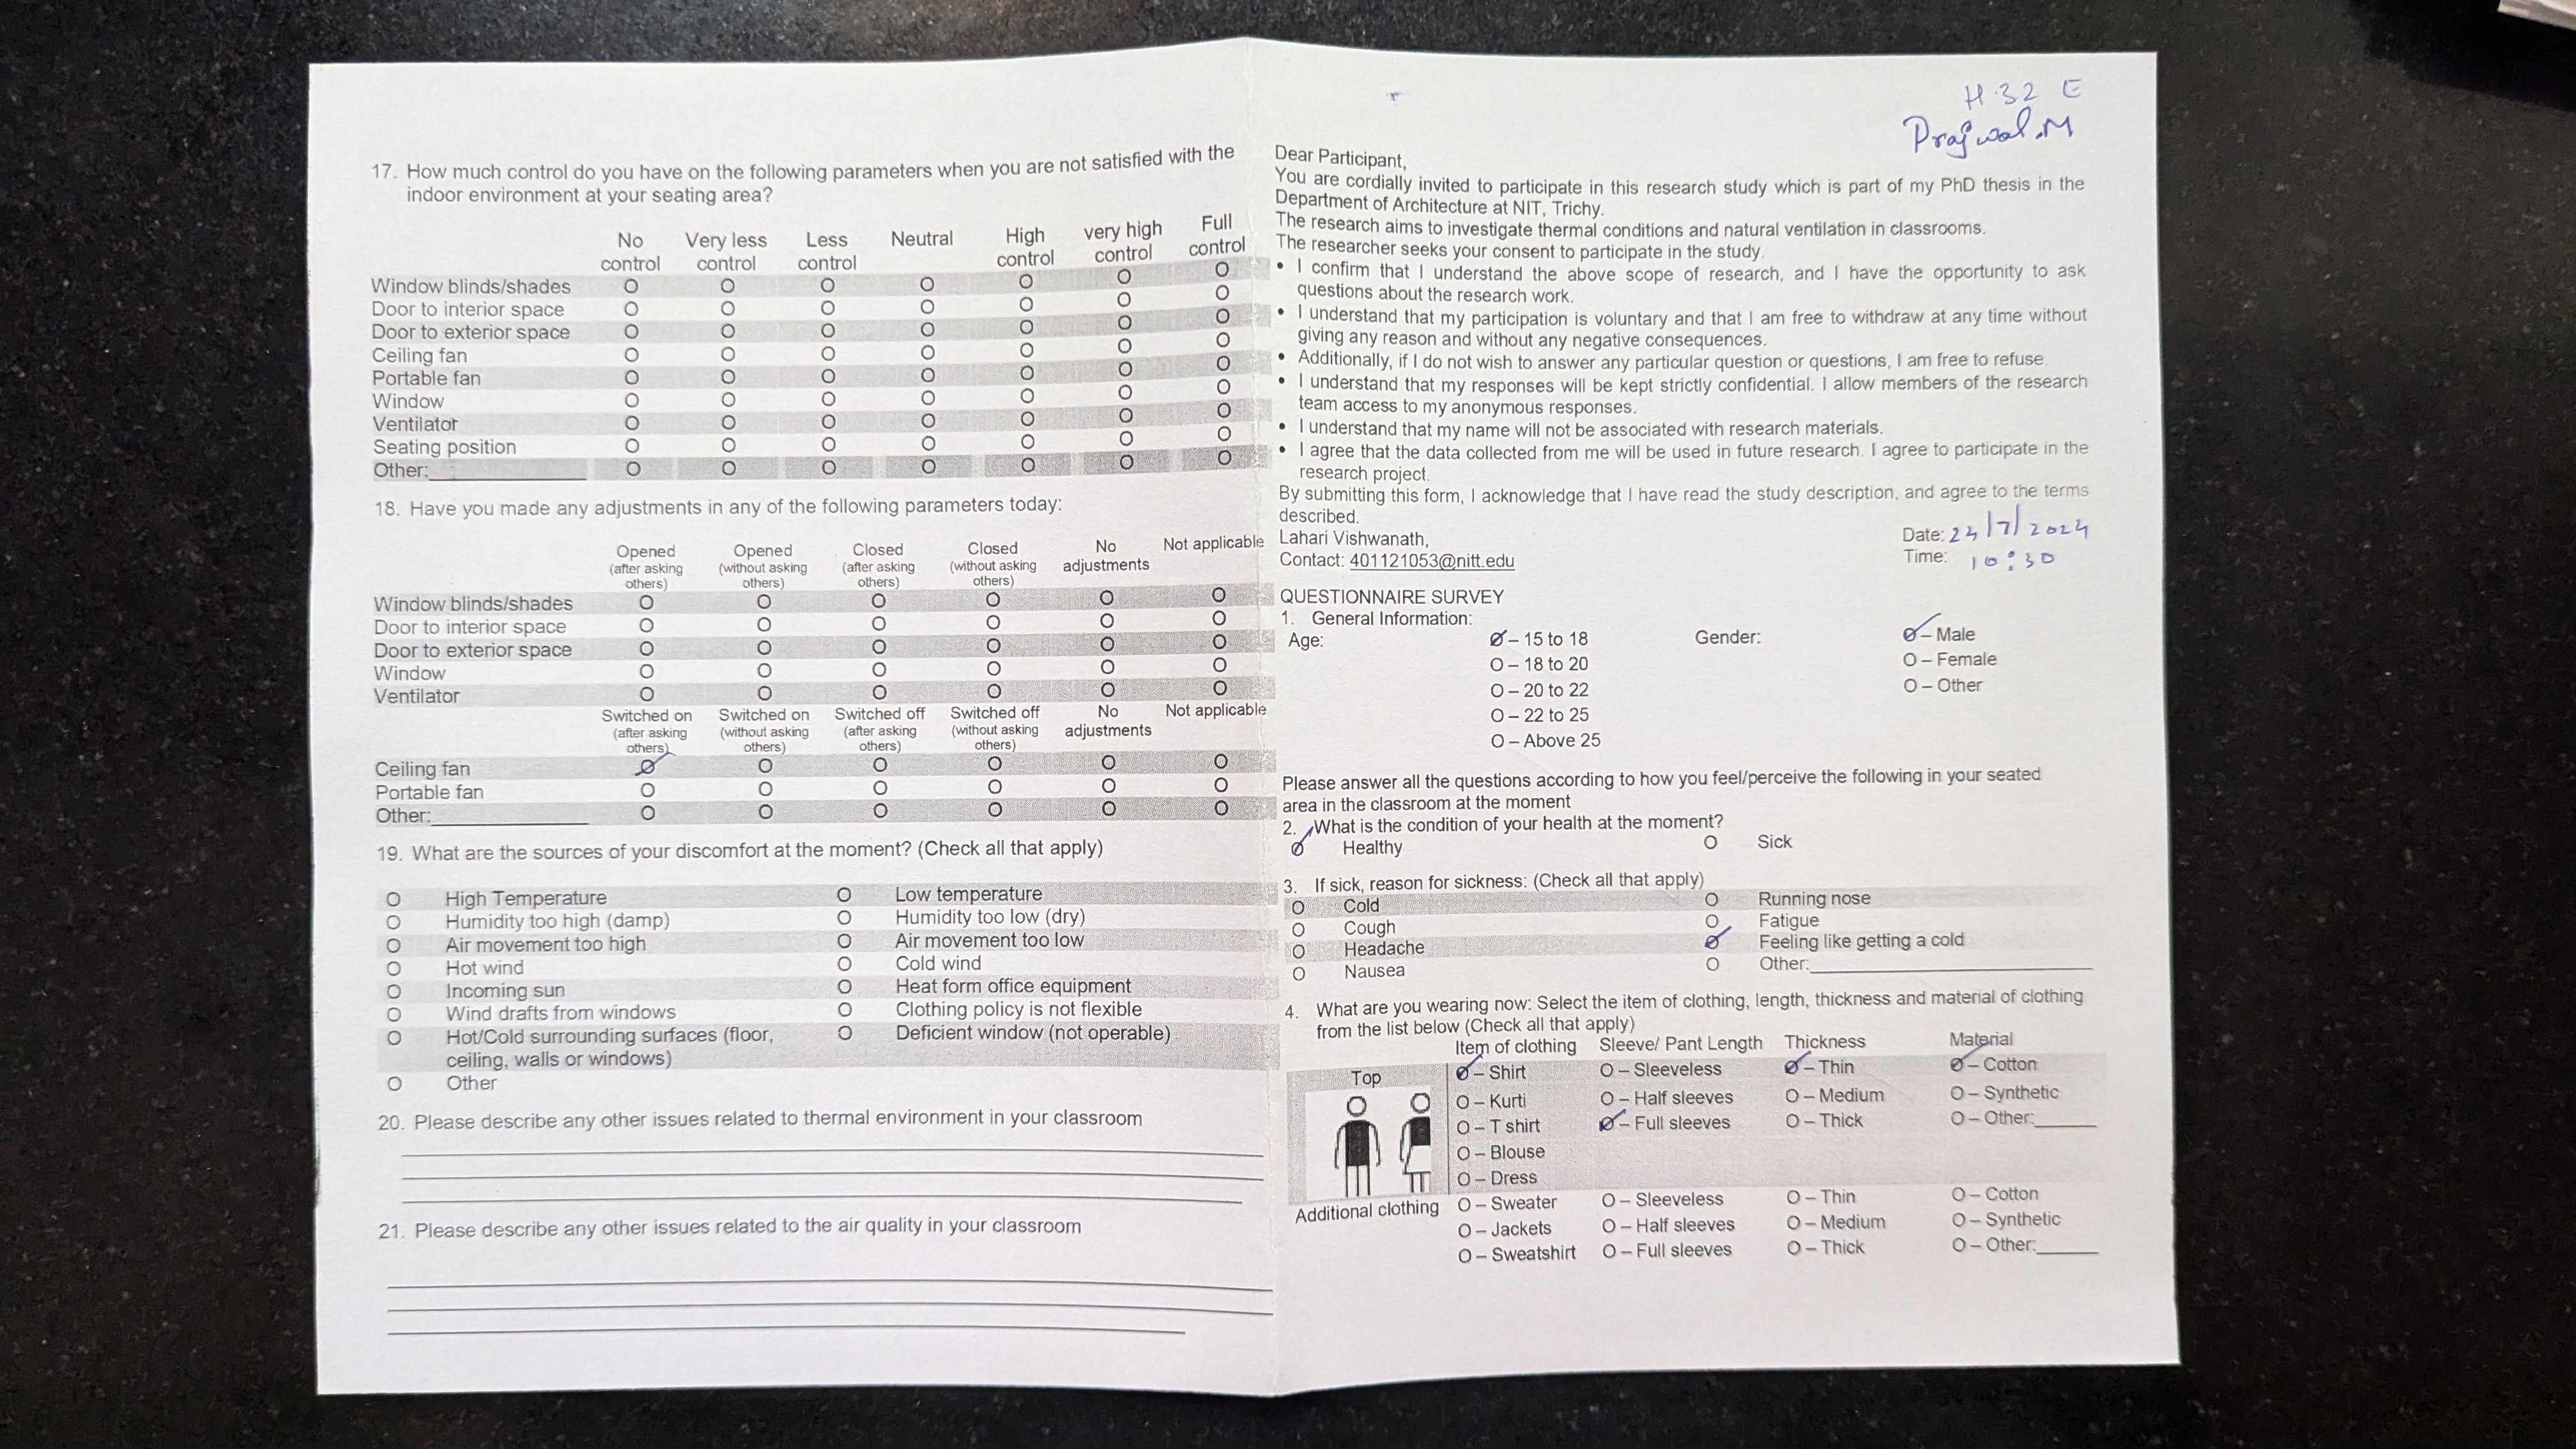 17. How much control do you have on the following parameters when you are not satisfied with the
indoor environment at your seating area?
No control Very less control Less control Neutral High control very high control Full control
Window blinds/shades O O O O O O O
Door to interior space O O O O O O O
Door to exterior space O O O O O O O
Ceiling fan O O O O O O O
Portable fan O O O O O O O
Window O O O O O O O
Ventilator O O O O O O O
Seating position O O O O O O O
Other: O O O O O O O
18. Have you made any adjustments in any of the following parameters today:
Opened (after asking others) Opened (without asking others) Closed (after asking others) Closed (without asking others) No adjustments Not applicable
Window blinds/shades O O O O O O
Door to interior space O O O O O O
Door to exterior space O O O O O O
Window O O O O O O
Ventilator O O O O O O
Switched on (after asking others) Switched on (without asking others) Switched off (after asking others) Switched off (without asking others) No adjustments Not applicable
Ceiling fan O O O O O O
Portable fan O O O O O O
Other: O O O O O O
19. What are the sources of your discomfort at the moment? (Check all that apply)
O High Temperature O Low temperature
O Humidity too high (damp) O Humidity too low (dry)
O Air movement too high O Air movement too low
O Hot wind O Cold wind
O Incoming sun O Heat form office equipment
O Wind drafts from windows O Clothing policy is not flexible
O Hot/Cold surrounding surfaces (floor, O Deficient window (not operable)
ceiling, walls or windows)
O Other
20. Please describe any other issues related to thermal environment in your classroom
21. Please describe any other issues related to the air quality in your classroom
H32 E
Prajwal.M
Dear Participant,
You are cordially invited to participate in this research study which is part of my PhD thesis in the
Department of Architecture at NIT, Trichy.
The research aims to investigate thermal conditions and natural ventilation in classrooms.
The researcher seeks your consent to participate in the study.
• I confirm that I understand the above scope of research, and I have the opportunity to ask
questions about the research work.
• I understand that my participation is voluntary and that I am free to withdraw at any time without
giving any reason and without any negative consequences.
• Additionally, if I do not wish to answer any particular question or questions, I am free to refuse.
• I understand that my responses will be kept strictly confidential. I allow members of the research
team access to my anonymous responses.
• I understand that my name will not be associated with research materials.
• I agree that the data collected from me will be used in future research. I agree to participate in the
research project.
By submitting this form, I acknowledge that I have read the study description, and agree to the terms
described.
Lahari Vishwanath, Date: 24/7/2024
Contact: 401121053@nitt.edu Time: 10:30
QUESTIONNAIRE SURVEY
1. General Information:
Age: O – 15 to 18 Gender: O – Male
O – 18 to 20 O – Female
O – 20 to 22 O – Other
O – 22 to 25
O – Above 25
Please answer all the questions according to how you feel/perceive the following in your seated
area in the classroom at the moment
2. What is the condition of your health at the moment?
O Healthy O Sick
3. If sick, reason for sickness: (Check all that apply)
O Cold O Running nose
O Cough O Fatigue
O Headache O Feeling like getting a cold
O Nausea O Other:
4. What are you wearing now: Select the item of clothing, length, thickness and material of clothing
from the list below (Check all that apply)
Item of clothing Sleeve/ Pant Length Thickness Material
Top O – Shirt O – Sleeveless O – Thin O – Cotton
O – Kurti O – Half sleeves O – Medium O – Synthetic
O – T shirt O – Full sleeves O – Thick O – Other:
O – Blouse
O – Dress
Additional clothing O – Sweater O – Sleeveless O – Thin O – Cotton
O – Jackets O – Half sleeves O – Medium O – Synthetic
O – Sweatshirt O – Full sleeves O – Thick O – Other: